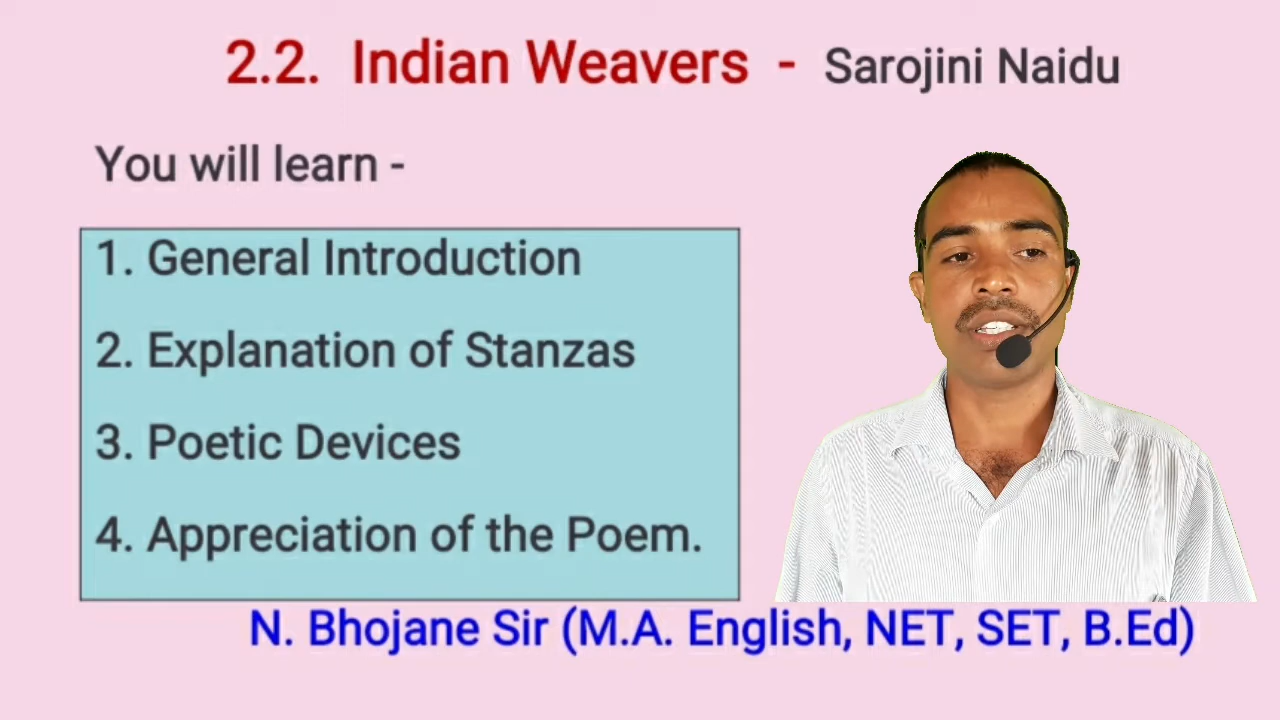 2.2. Indian Weavers - Sarojini Naidu
You will learn -
1. General Introduction
2. Explanation of Stanzas
3. Poetic Devices
4. Appreciation of the Poem.
N. Bhojane Sir (M.A. English, NET, SET, B.Ed)